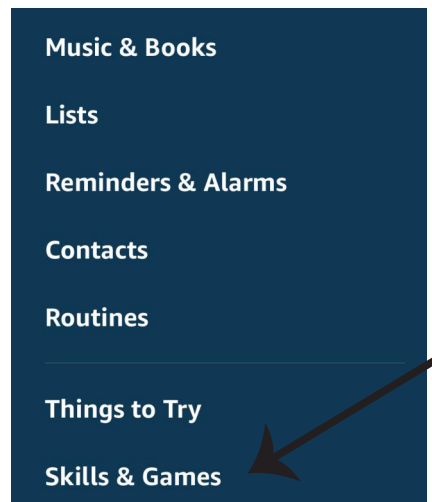 Music & Books
Lists
Reminders & Alarms
Contacts
Routines
Things to Try
Skills & Games